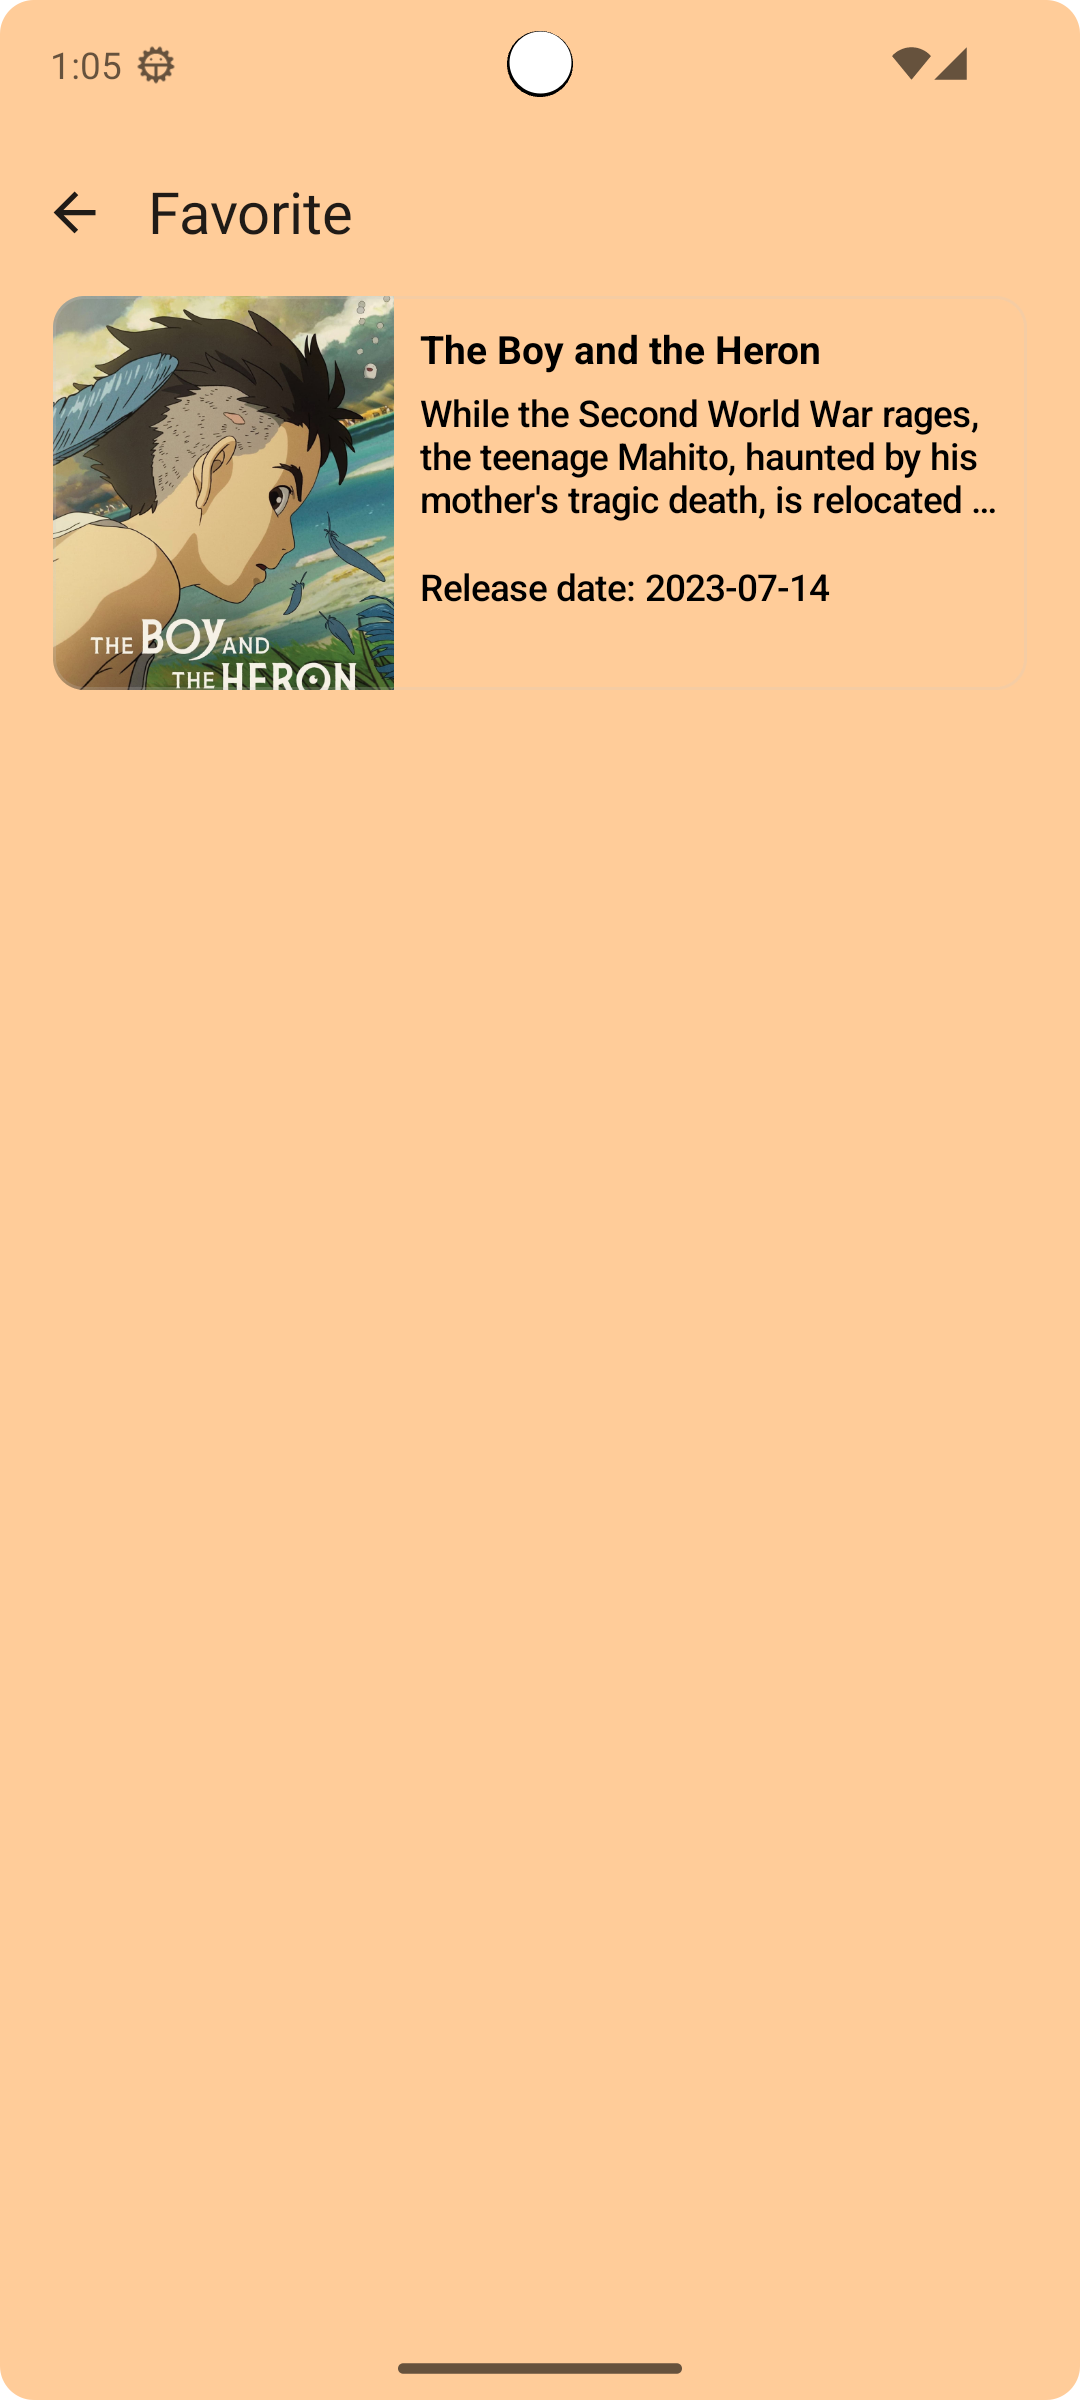 1:05
Favorite
The Boy and the Heron
While the Second World War rages,
the teenage Mahito, haunted by his
mother's tragic death, is relocated ...
Release date: 2023-07-14
THE BOY AND
THE HERON